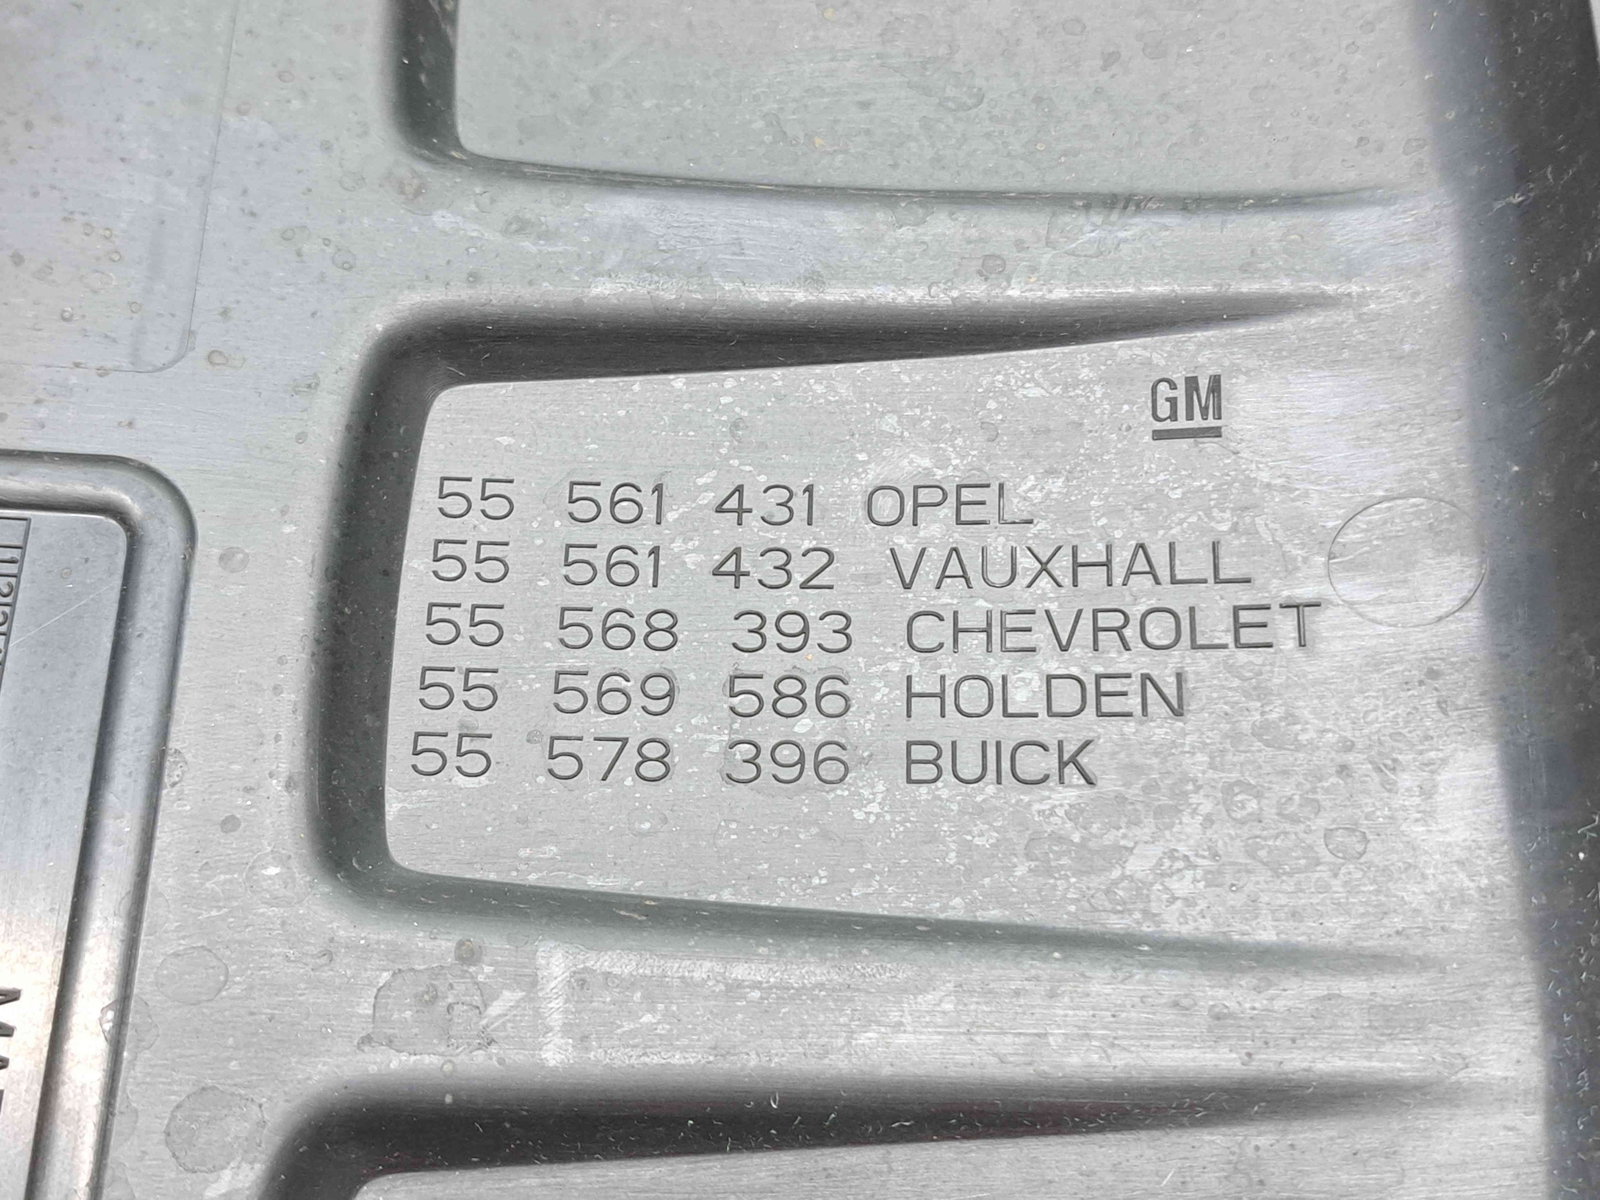 GM
55 561 431 OPEL
55 561 432 VAUXHALL
55 568 393 CHEVROLET
55 569 586 HOLDEN
55 578 396 BUICK